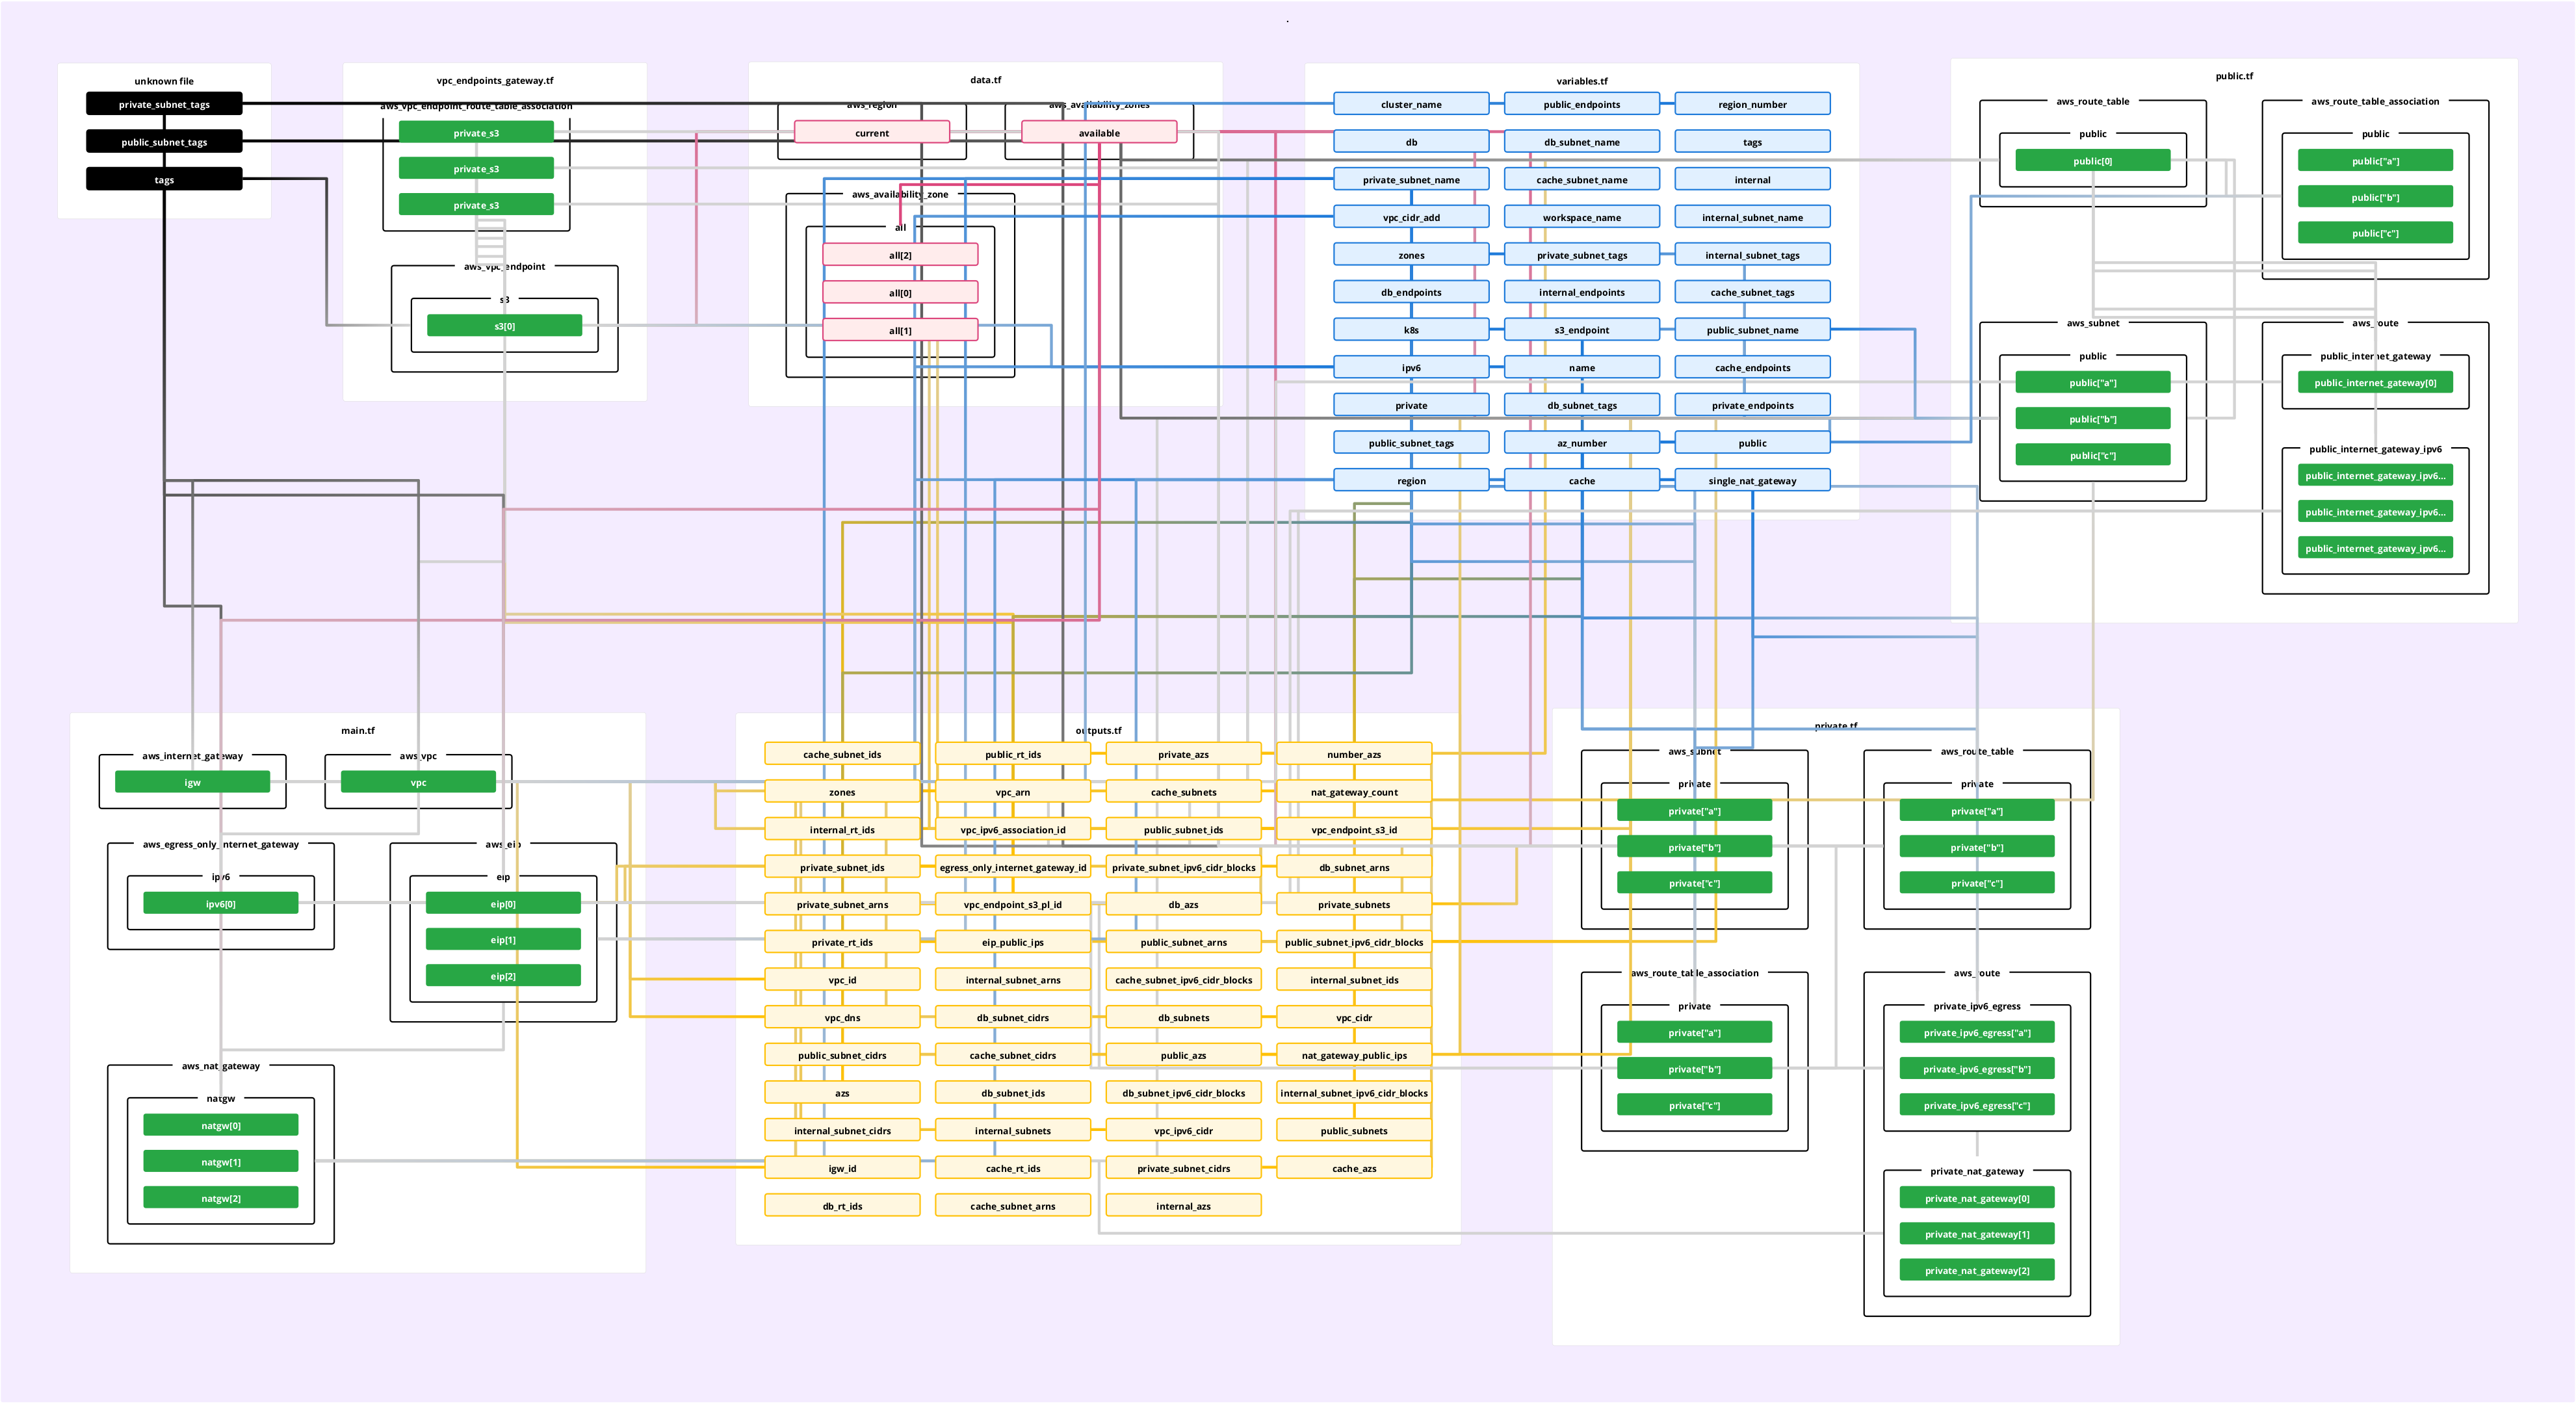 .
unknown file
private_subnet_tags
public_subnet_tags
tags
vpc_endpoints_gateway.tf
aws_vpc_endpoint_route_table_association
private_s3
private_s3
private_s3
aws_vpc_endpoint
s3
s3[0]
data.tf
aws_region
current
aws_availability_zones
available
aws_availability_zone
all
all[2]
all[0]
all[1]
variables.tf
cluster_name public_endpoints region_number
db db_subnet_name tags
private_subnet_name cache_subnet_name internal
vpc_cidr_add workspace_name internal_subnet_name
zones private_subnet_tags internal_subnet_tags
db_endpoints internal_endpoints cache_subnet_tags
k8s s3_endpoint public_subnet_name
ipv6 name cache_endpoints
private db_subnet_tags private_endpoints
public_subnet_tags az_number public
region cache single_nat_gateway
public.tf
aws_route_table
public
public[0]
aws_route_table_association
public
public["a"]
public["b"]
public["c"]
aws_subnet
public
public["a"]
public["b"]
public["c"]
aws_route
public_internet_gateway
public_internet_gateway[0]
public_internet_gateway_ipv6
public_internet_gateway_ipv6...
public_internet_gateway_ipv6...
public_internet_gateway_ipv6...
main.tf
aws_internet_gateway
igw
aws_vpc
vpc
aws_egress_only_internet_gateway
ipv6
ipv6[0]
aws_eip
eip
eip[0]
eip[1]
eip[2]
aws_nat_gateway
natgw
natgw[0]
natgw[1]
natgw[2]
outputs.tf
cache_subnet_ids public_rt_ids private_azs number_azs
zones vpc_arn cache_subnets nat_gateway_count
internal_rt_ids vpc_ipv6_association_id public_subnet_ids vpc_endpoint_s3_id
private_subnet_ids egress_only_internet_gateway_id private_subnet_ipv6_cidr_blocks db_subnet_arns
private_subnet_arns vpc_endpoint_s3_pl_id db_azs private_subnets
private_rt_ids eip_public_ips public_subnet_arns public_subnet_ipv6_cidr_blocks
vpc_id internal_subnet_arns cache_subnet_ipv6_cidr_blocks internal_subnet_ids
vpc_dns db_subnet_cidrs db_subnets vpc_cidr
public_subnet_cidrs cache_subnet_cidrs public_azs nat_gateway_public_ips
azs db_subnet_ids db_subnet_ipv6_cidr_blocks internal_subnet_ipv6_cidr_blocks
internal_subnet_cidrs internal_subnets vpc_ipv6_cidr public_subnets
igw_id cache_rt_ids private_subnet_cidrs cache_azs
db_rt_ids cache_subnet_arns internal_azs
private.tf
aws_subnet
private
private["a"]
private["b"]
private["c"]
aws_route_table
private
private["a"]
private["b"]
private["c"]
aws_route_table_association
private
private["a"]
private["b"]
private["c"]
aws_route
private_ipv6_egress
private_ipv6_egress["a"]
private_ipv6_egress["b"]
private_ipv6_egress["c"]
private_nat_gateway
private_nat_gateway[0]
private_nat_gateway[1]
private_nat_gateway[2]